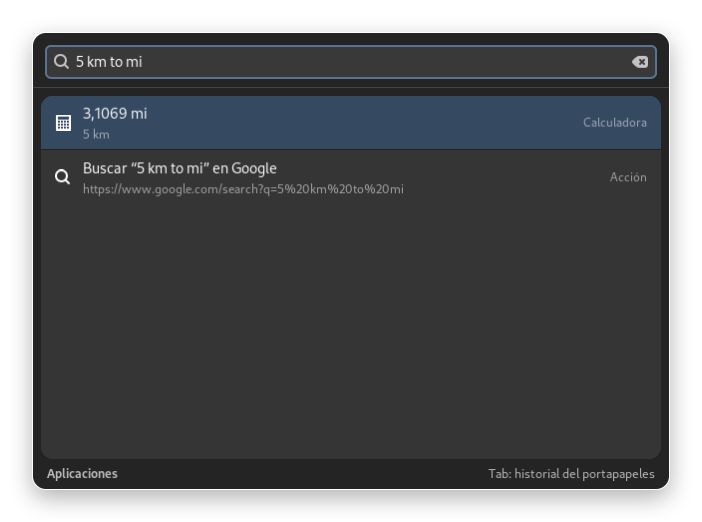 5 km to mi
3,1069 mi
5 km
Calculadora
Buscar “5 km to mi” en Google
https://www.google.com/search?q=5%20km%20to%20mi
Acción
Aplicaciones
Tab: historial del portapapeles